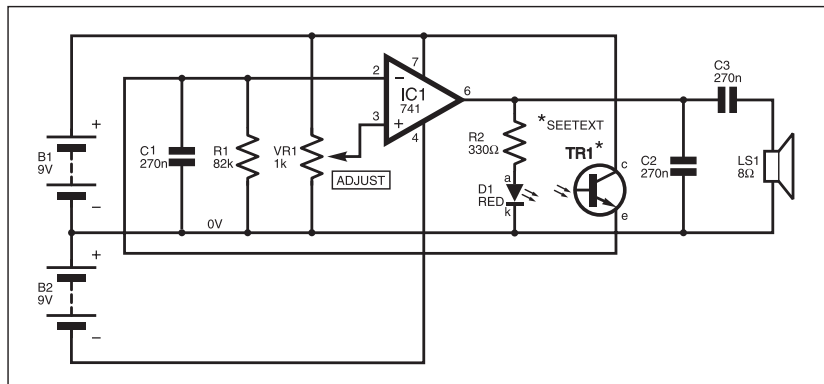 B1
9V
+
−
B2
9V
+
−
C1
270n
R1
82k
VR1
1k
ADJUST
0V
2
3
7
4
6
−
+
IC1
741
R2
330Ω
a
D1
RED
k
*SEETEXT
TR1*
c
e
C2
270n
C3
270n
LS1
8Ω